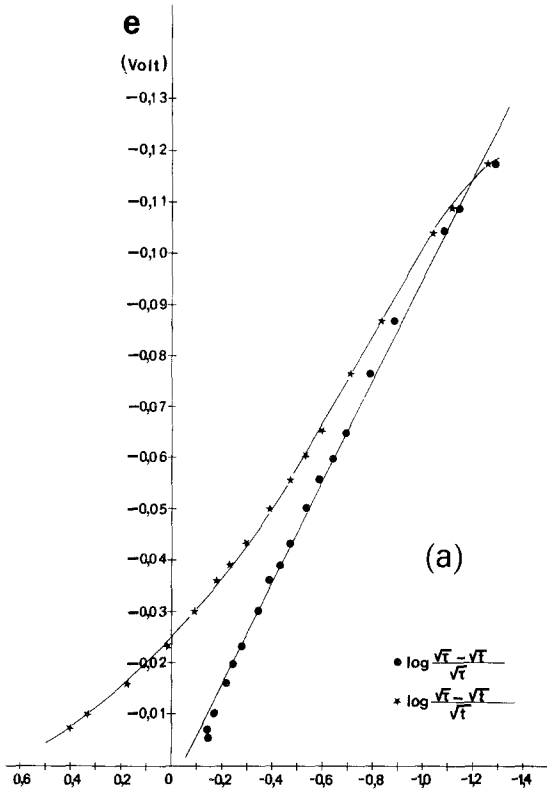 e
(Volt)
−0,13
−0,12
−0,11
−0,10
−0,09
−0,08
−0,07
−0,06
−0,05
−0,04
−0,03
−0,02
−0,01
(a)
● log √τ − √t / √τ
★ log √τ − √t / √t
0,6 0,4 0,2 0 -0,2 -0,4 -0,6 -0,8 -1,0 -1,2 -1,4